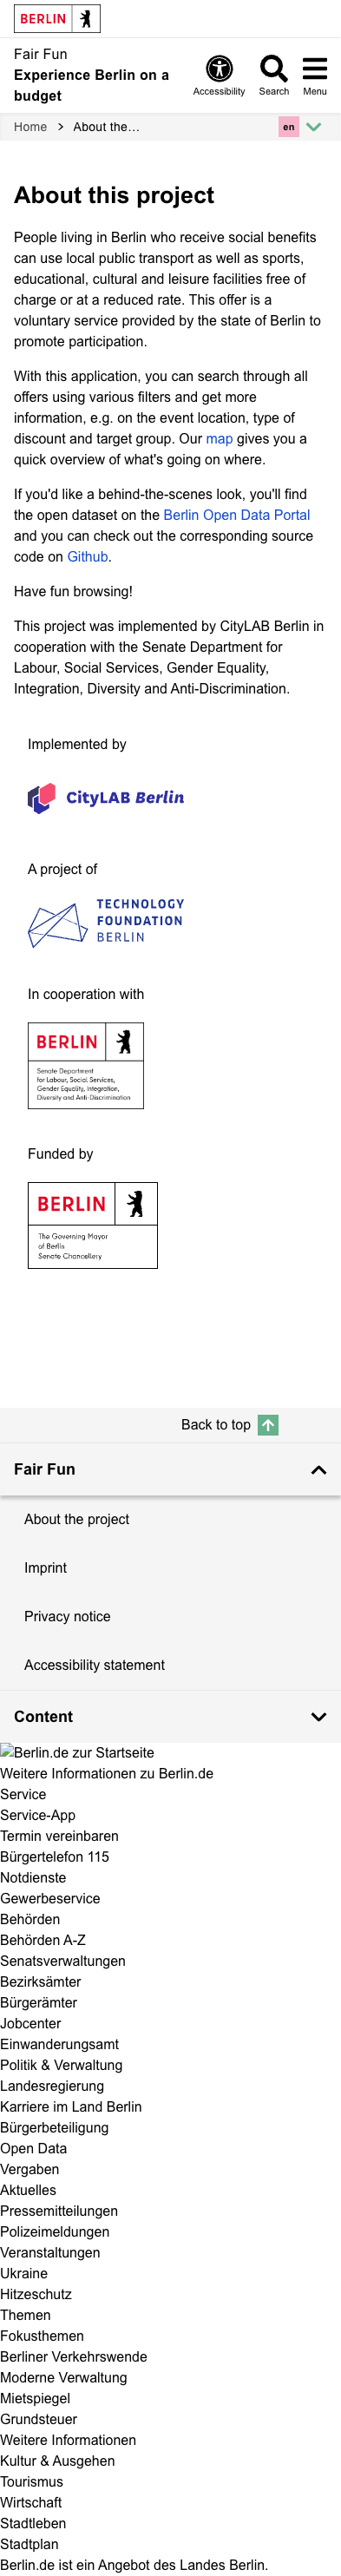 BERLIN
Fair Fun
Experience Berlin on a
budget
Accessibility
Search
Menu
Home > About the...
en
About this project
People living in Berlin who receive social benefits
can use local public transport as well as sports,
educational, cultural and leisure facilities free of
charge or at a reduced rate. This offer is a
voluntary service provided by the state of Berlin to
promote participation.
With this application, you can search through all
offers using various filters and get more
information, e.g. on the event location, type of
discount and target group. Our map gives you a
quick overview of what's going on where.
If you'd like a behind-the-scenes look, you'll find
the open dataset on the Berlin Open Data Portal
and you can check out the corresponding source
code on Github.
Have fun browsing!
This project was implemented by CityLAB Berlin in
cooperation with the Senate Department for
Labour, Social Services, Gender Equality,
Integration, Diversity and Anti-Discrimination.
Implemented by
CityLAB Berlin
A project of
TECHNOLOGY
FOUNDATION
BERLIN
In cooperation with
BERLIN
Senate Department
for Labour, Social Services,
Gender Equality, Integration,
Diversity and Anti-Discrimination
Funded by
BERLIN
The Governing Mayor
of Berlin
Senate Chancellery
Back to top
Fair Fun
About the project
Imprint
Privacy notice
Accessibility statement
Content
Berlin.de zur Startseite
Weitere Informationen zu Berlin.de
Service
Service-App
Termin vereinbaren
Bürgertelefon 115
Notdienste
Gewerbeservice
Behörden
Behörden A-Z
Senatsverwaltungen
Bezirksämter
Bürgerämter
Jobcenter
Einwanderungsamt
Politik & Verwaltung
Landesregierung
Karriere im Land Berlin
Bürgerbeteiligung
Open Data
Vergaben
Aktuelles
Pressemitteilungen
Polizeimeldungen
Veranstaltungen
Ukraine
Hitzeschutz
Themen
Fokusthemen
Berliner Verkehrswende
Moderne Verwaltung
Mietspiegel
Grundsteuer
Weitere Informationen
Kultur & Ausgehen
Tourismus
Wirtschaft
Stadtleben
Stadtplan
Berlin.de ist ein Angebot des Landes Berlin.